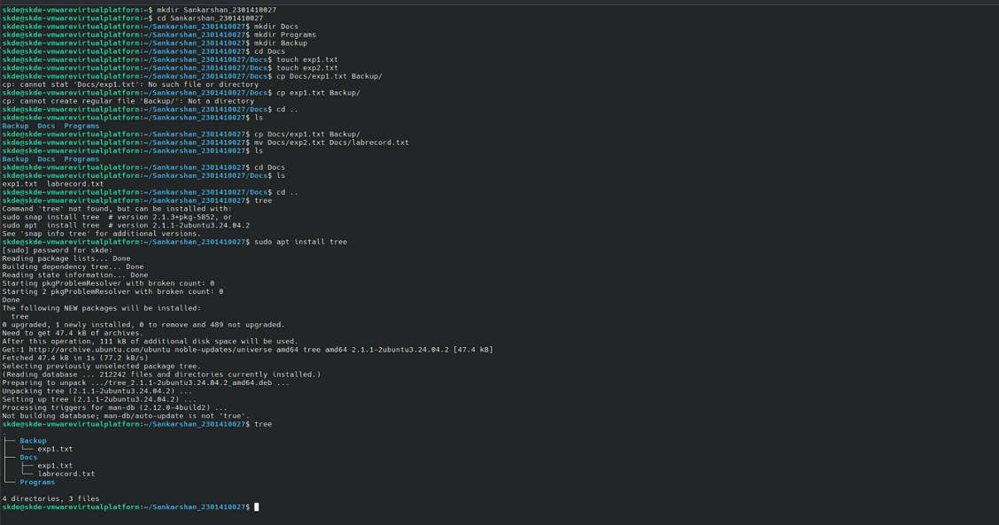 skde@skde-vmwarevirtualplatform:~$ mkdir Sankarshan_2301410027
skde@skde-vmwarevirtualplatform:~$ cd Sankarshan_2301410027
skde@skde-vmwarevirtualplatform:~/Sankarshan_2301410027$ mkdir Docs
skde@skde-vmwarevirtualplatform:~/Sankarshan_2301410027$ mkdir Programs
skde@skde-vmwarevirtualplatform:~/Sankarshan_2301410027$ mkdir Backup
skde@skde-vmwarevirtualplatform:~/Sankarshan_2301410027$ cd Docs
skde@skde-vmwarevirtualplatform:~/Sankarshan_2301410027/Docs$ touch exp1.txt
skde@skde-vmwarevirtualplatform:~/Sankarshan_2301410027/Docs$ touch exp2.txt
skde@skde-vmwarevirtualplatform:~/Sankarshan_2301410027/Docs$ cp Docs/exp1.txt Backup/
cp: cannot stat 'Docs/exp1.txt': No such file or directory
skde@skde-vmwarevirtualplatform:~/Sankarshan_2301410027/Docs$ cp exp1.txt Backup/
cp: cannot create regular file 'Backup/': Not a directory
skde@skde-vmwarevirtualplatform:~/Sankarshan_2301410027/Docs$ cd ..
skde@skde-vmwarevirtualplatform:~/Sankarshan_2301410027$ ls
Backup  Docs  Programs
skde@skde-vmwarevirtualplatform:~/Sankarshan_2301410027$ cp Docs/exp1.txt Backup/
skde@skde-vmwarevirtualplatform:~/Sankarshan_2301410027$ mv Docs/exp2.txt Docs/labrecord.txt
skde@skde-vmwarevirtualplatform:~/Sankarshan_2301410027$ ls
Backup  Docs  Programs
skde@skde-vmwarevirtualplatform:~/Sankarshan_2301410027$ cd Docs
skde@skde-vmwarevirtualplatform:~/Sankarshan_2301410027/Docs$ ls
exp1.txt  labrecord.txt
skde@skde-vmwarevirtualplatform:~/Sankarshan_2301410027/Docs$ cd ..
skde@skde-vmwarevirtualplatform:~/Sankarshan_2301410027$ tree
Command 'tree' not found, but can be installed with:
sudo snap install tree  # version 2.1.3+pkg-5852, or
sudo apt  install tree  # version 2.1.1-2ubuntu3.24.04.2
See 'snap info tree' for additional versions.
skde@skde-vmwarevirtualplatform:~/Sankarshan_2301410027$ sudo apt install tree
[sudo] password for skde:
Reading package lists... Done
Building dependency tree... Done
Reading state information... Done
Starting pkgProblemResolver with broken count: 0
Starting 2 pkgProblemResolver with broken count: 0
Done
The following NEW packages will be installed:
  tree
0 upgraded, 1 newly installed, 0 to remove and 489 not upgraded.
Need to get 47.4 kB of archives.
After this operation, 111 kB of additional disk space will be used.
Get:1 http://archive.ubuntu.com/ubuntu noble-updates/universe amd64 tree amd64 2.1.1-2ubuntu3.24.04.2 [47.4 kB]
Fetched 47.4 kB in 1s (77.2 kB/s)
Selecting previously unselected package tree.
(Reading database ... 212242 files and directories currently installed.)
Preparing to unpack .../tree_2.1.1-2ubuntu3.24.04.2_amd64.deb ...
Unpacking tree (2.1.1-2ubuntu3.24.04.2) ...
Setting up tree (2.1.1-2ubuntu3.24.04.2) ...
Processing triggers for man-db (2.12.0-4build2) ...
Not building database; man-db/auto-update is not 'true'.
skde@skde-vmwarevirtualplatform:~/Sankarshan_2301410027$ tree
.
├── Backup
│   └── exp1.txt
├── Docs
│   ├── exp1.txt
│   └── labrecord.txt
└── Programs
4 directories, 3 files
skde@skde-vmwarevirtualplatform:~/Sankarshan_2301410027$